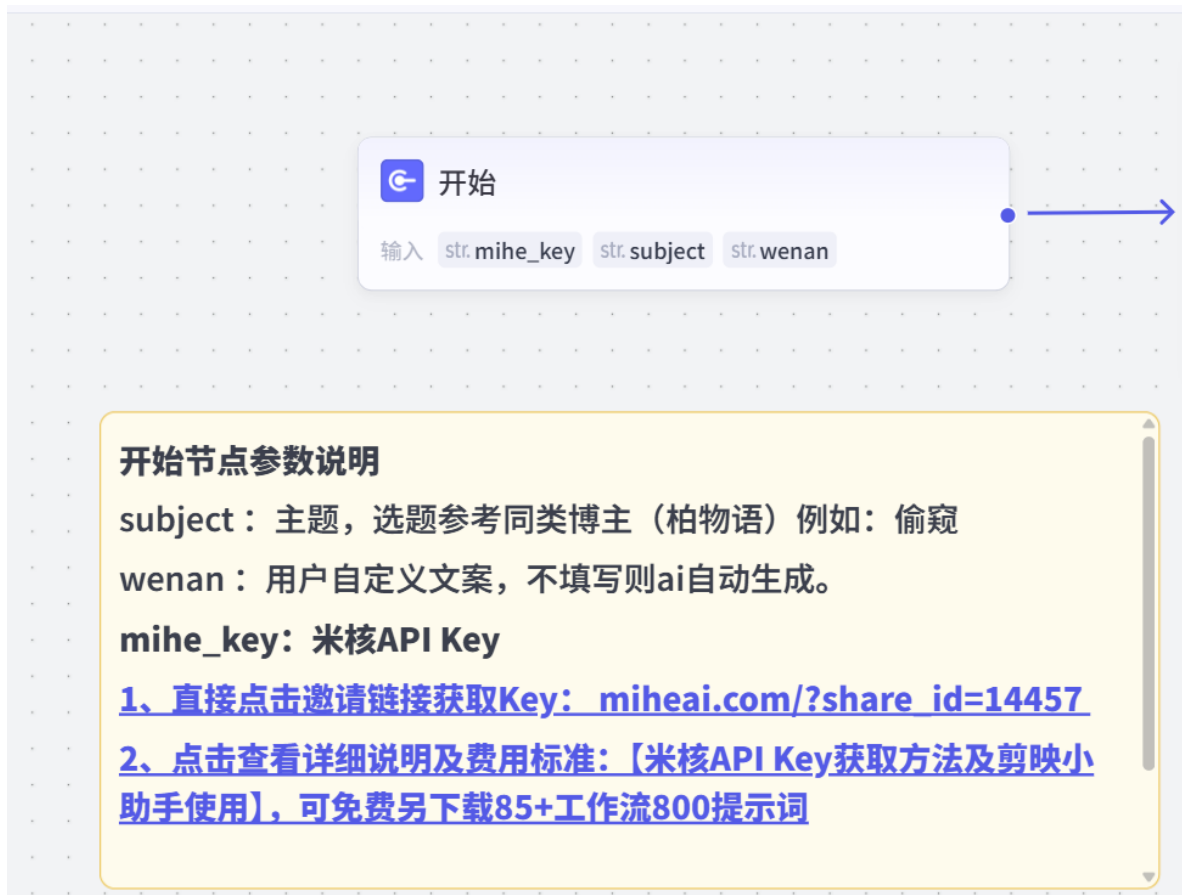 开始
输入 str. mihe_key str. subject str. wenan
开始节点参数说明
subject：主题，选题参考同类博主（柏物语）例如：偷窥
wenan：用户自定义文案，不填写则ai自动生成。
mihe_key：米核API Key
1、直接点击邀请链接获取Key： miheai.com/?share_id=14457
2、点击查看详细说明及费用标准：【米核API Key获取方法及剪映小
助手使用】，可免费另下载85+工作流800提示词